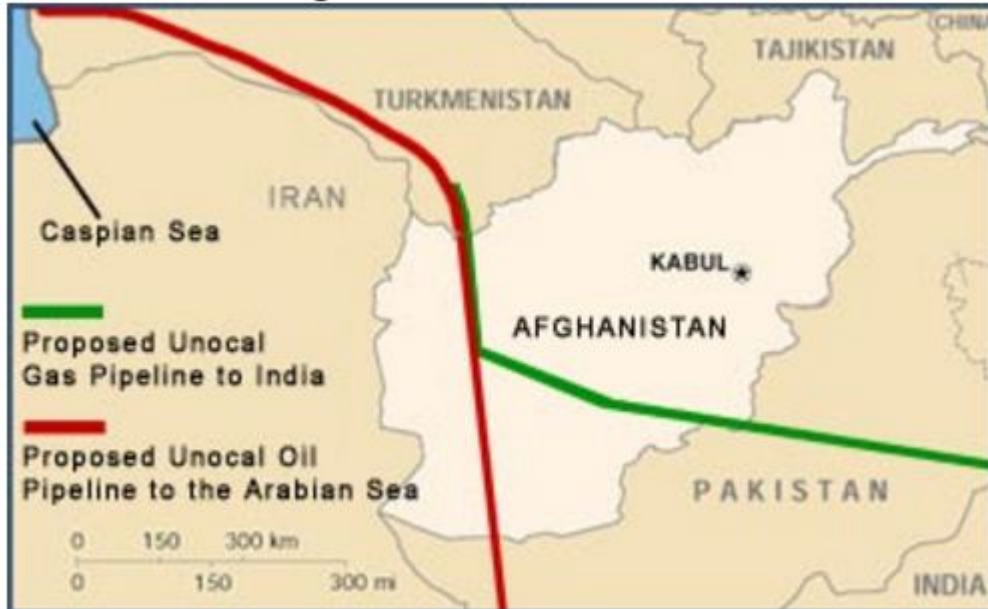 CHINA
TAJIKISTAN
TURKMENISTAN
IRAN
Caspian Sea
KABUL
AFGHANISTAN
Proposed Unocal
Gas Pipeline to India
Proposed Unocal Oil
Pipeline to the Arabian Sea
PAKISTAN
0 150 300 km
0 150 300 mi
INDIA